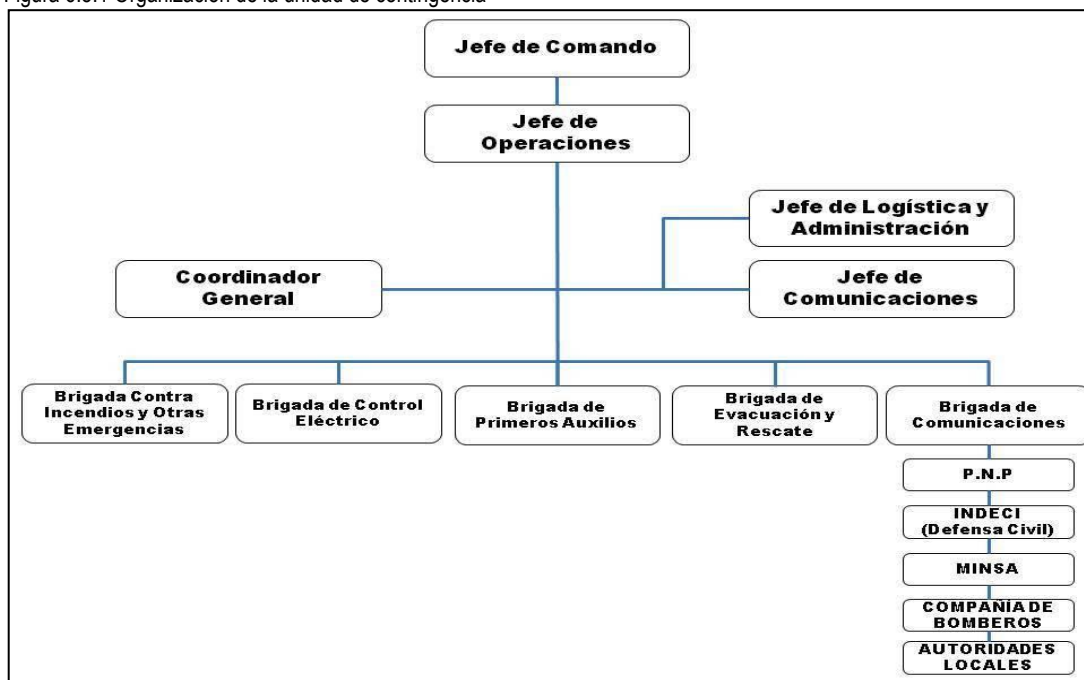 Figura 6.8.1 Organización de la unidad de contingencia
Jefe de Comando
Jefe de
Operaciones
Jefe de Logística y
Administración
Coordinador
General
Jefe de
Comunicaciones
Brigada Contra
Incendios y Otras
Emergencias
Brigada de Control
Eléctrico
Brigada de
Primeros Auxilios
Brigada de
Evacuación y
Rescate
Brigada de
Comunicaciones
P.N.P
INDECI
(Defensa Civil)
MINSA
COMPAÑÍA DE
BOMBEROS
AUTORIDADES
LOCALES